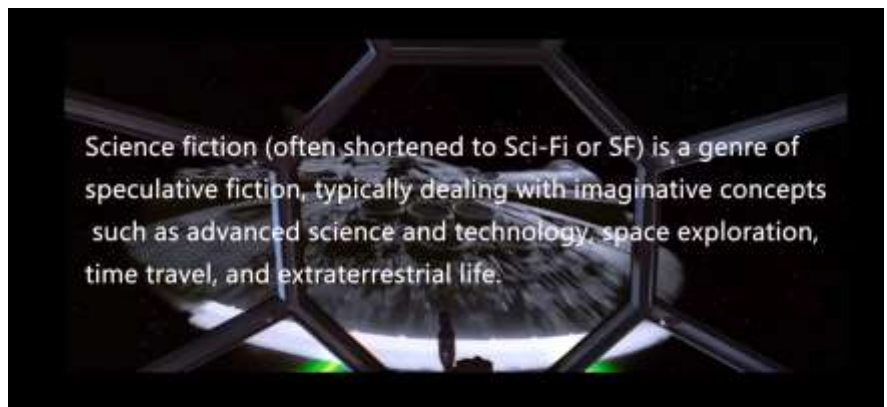 Science fiction (often shortened to Sci-Fi or SF) is a genre of
speculative fiction, typically dealing with imaginative concepts
such as advanced science and technology, space exploration,
time travel, and extraterrestrial life.